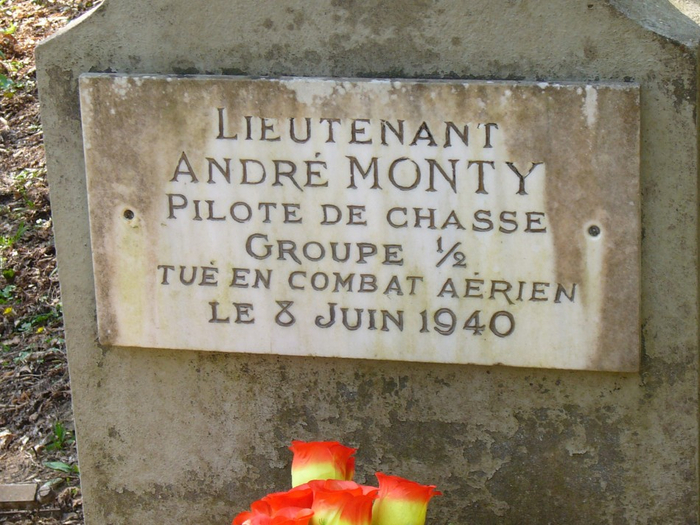 LIEUTENANT
ANDRÉ MONTY
PILOTE DE CHASSE
GROUPE 1/2
TUÉ EN COMBAT AÉRIEN
LE 8 JUIN 1940